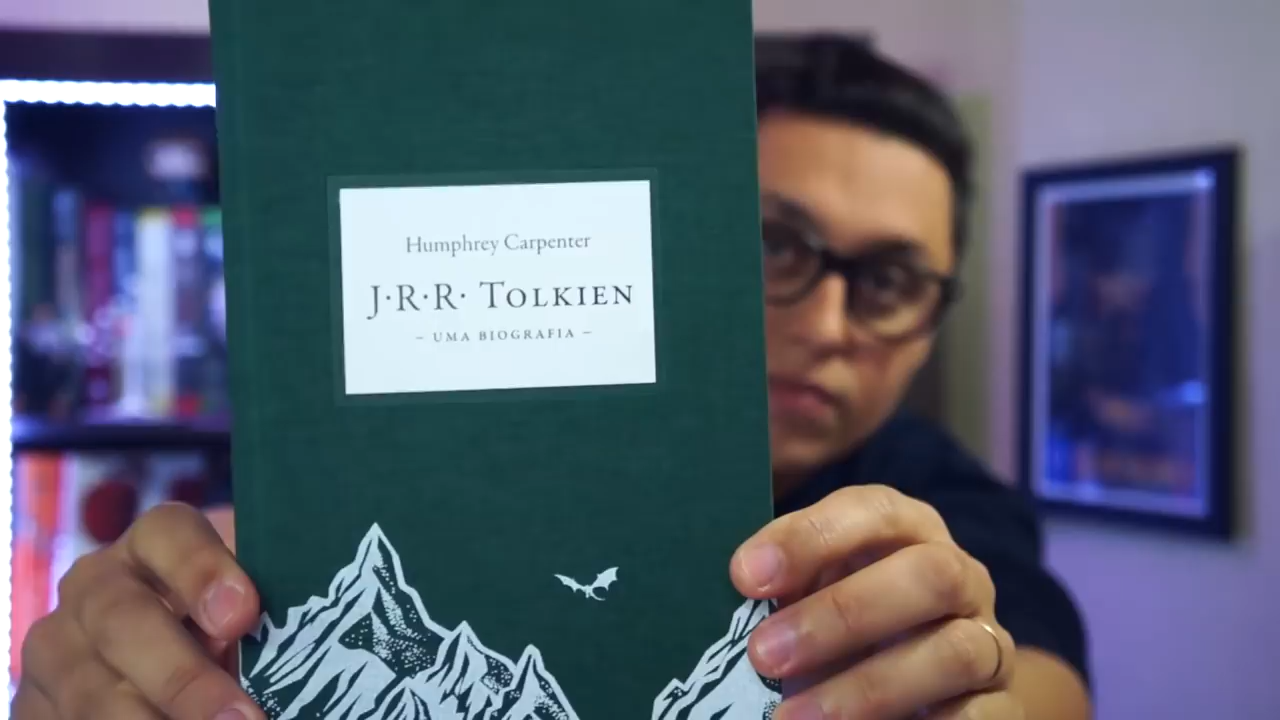 Humphrey Carpenter
J·R·R· TOLKIEN
– UMA BIOGRAFIA –